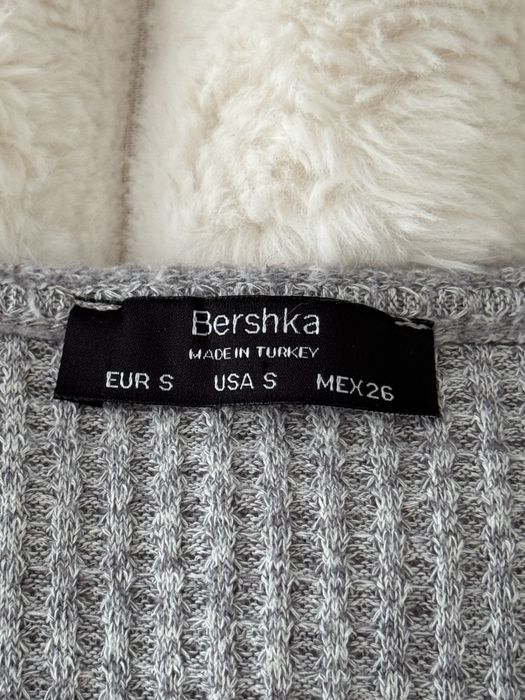 Bershka
MADE IN TURKEY
EUR S USA S MEX 26